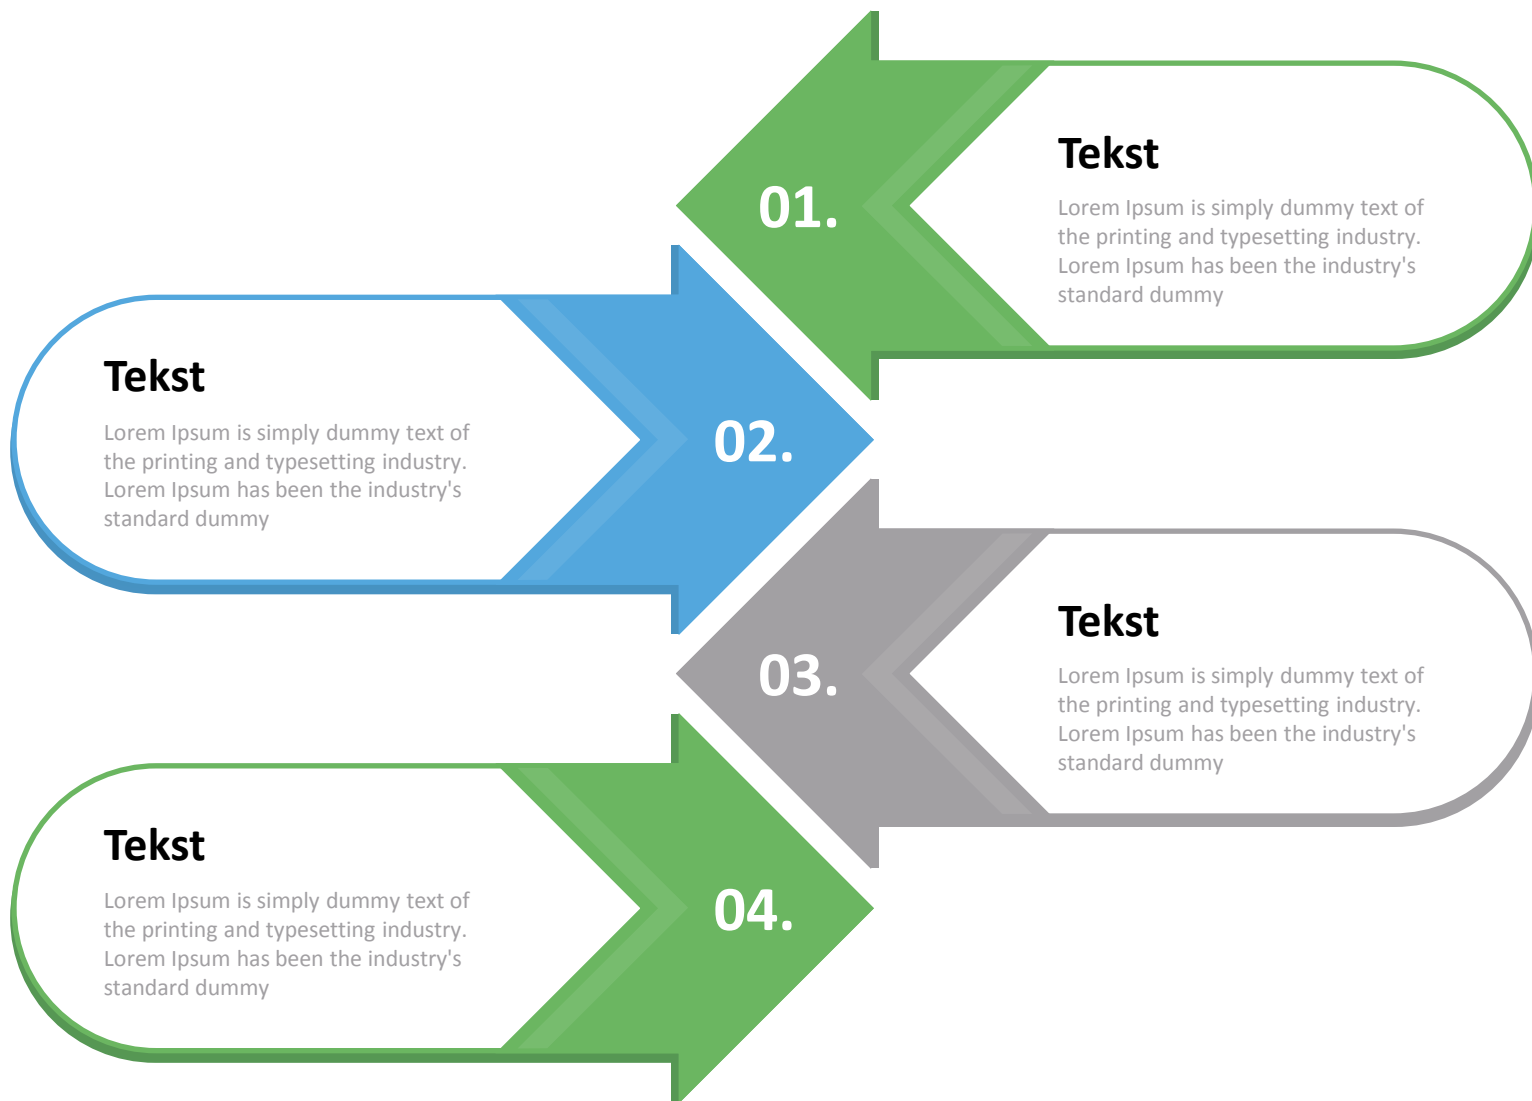 01.
Tekst
Lorem Ipsum is simply dummy text of
the printing and typesetting industry.
Lorem Ipsum has been the industry's
standard dummy
Tekst
Lorem Ipsum is simply dummy text of
the printing and typesetting industry.
Lorem Ipsum has been the industry's
standard dummy
02.
03.
Tekst
Lorem Ipsum is simply dummy text of
the printing and typesetting industry.
Lorem Ipsum has been the industry's
standard dummy
Tekst
Lorem Ipsum is simply dummy text of
the printing and typesetting industry.
Lorem Ipsum has been the industry's
standard dummy
04.